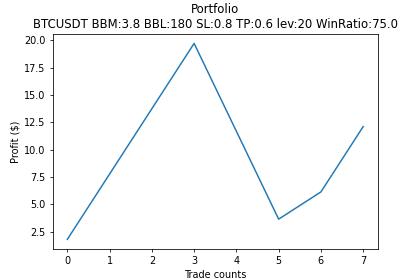 Portfolio
BTCUSDT BBM:3.8 BBL:180 SL:0.8 TP:0.6 lev:20 WinRatio:75.0
20.0
17.5
15.0
12.5
10.0
7.5
5.0
2.5
Profit ($)
0 1 2 3 4 5 6 7
Trade counts